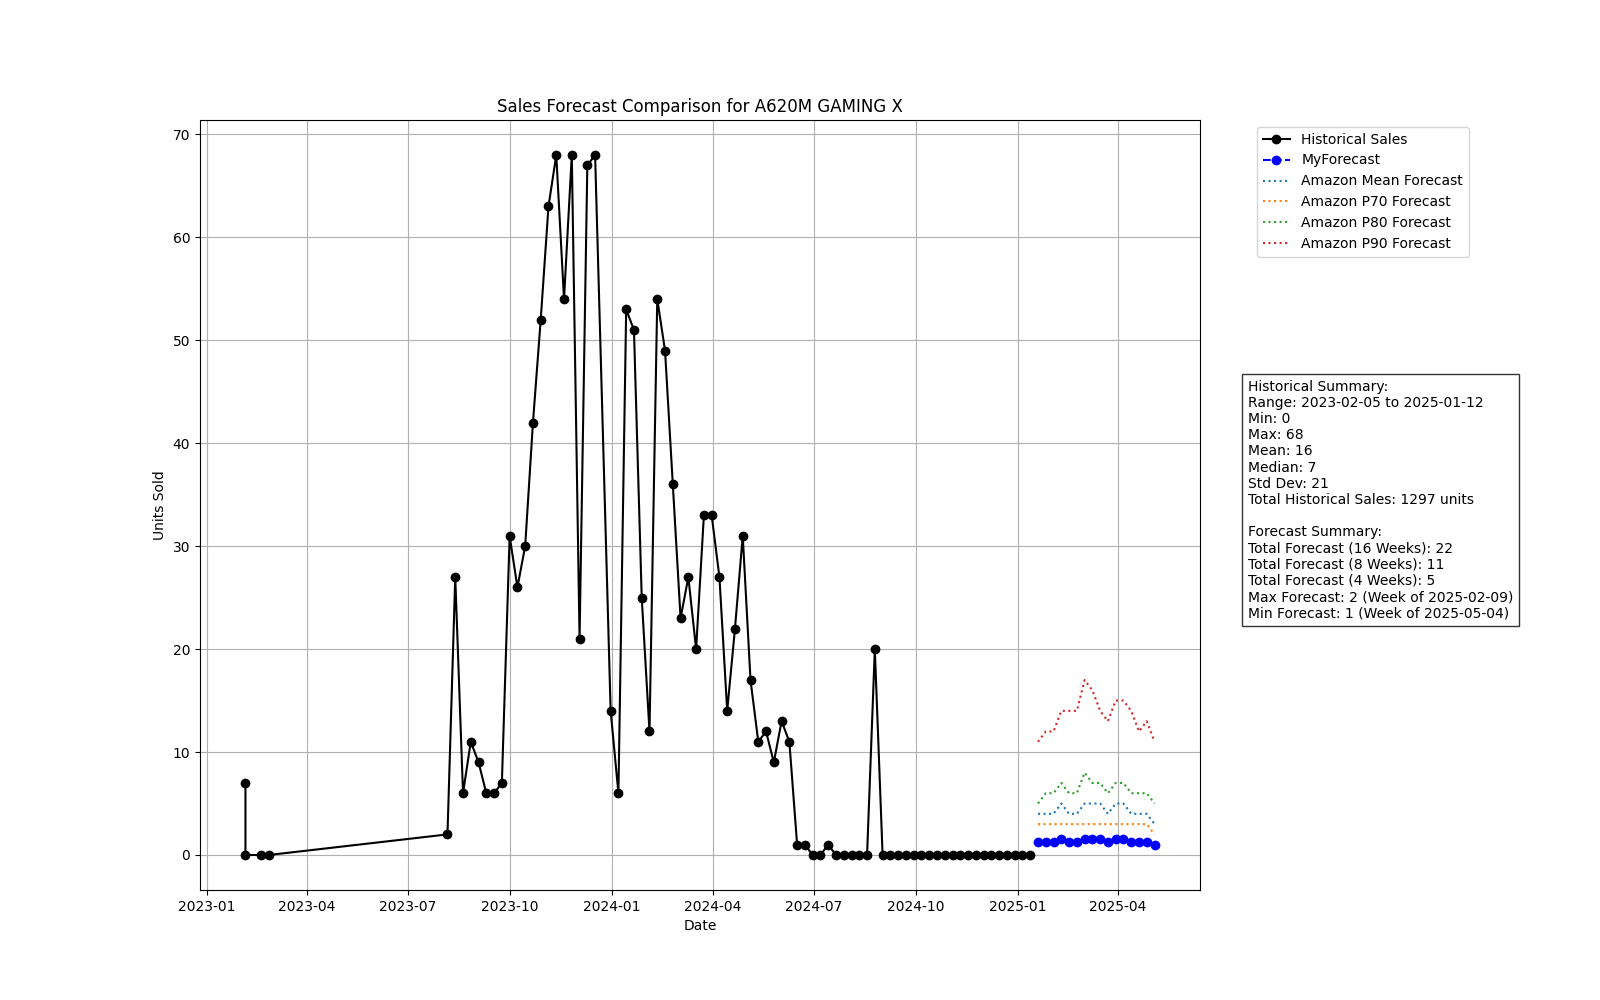 Sales Forecast Comparison for A620M GAMING X
70
60
50
40
30
20
10
0
Units Sold
2023-01
2023-04
2023-07
2023-10
2024-01
2024-04
2024-07
2024-10
2025-01
2025-04
Date
Historical Sales
MyForecast
Amazon Mean Forecast
Amazon P70 Forecast
Amazon P80 Forecast
Amazon P90 Forecast
Historical Summary:
Range: 2023-02-05 to 2025-01-12
Min: 0
Max: 68
Mean: 16
Median: 7
Std Dev: 21
Total Historical Sales: 1297 units
Forecast Summary:
Total Forecast (16 Weeks): 22
Total Forecast (8 Weeks): 11
Total Forecast (4 Weeks): 5
Max Forecast: 2 (Week of 2025-02-09)
Min Forecast: 1 (Week of 2025-05-04)